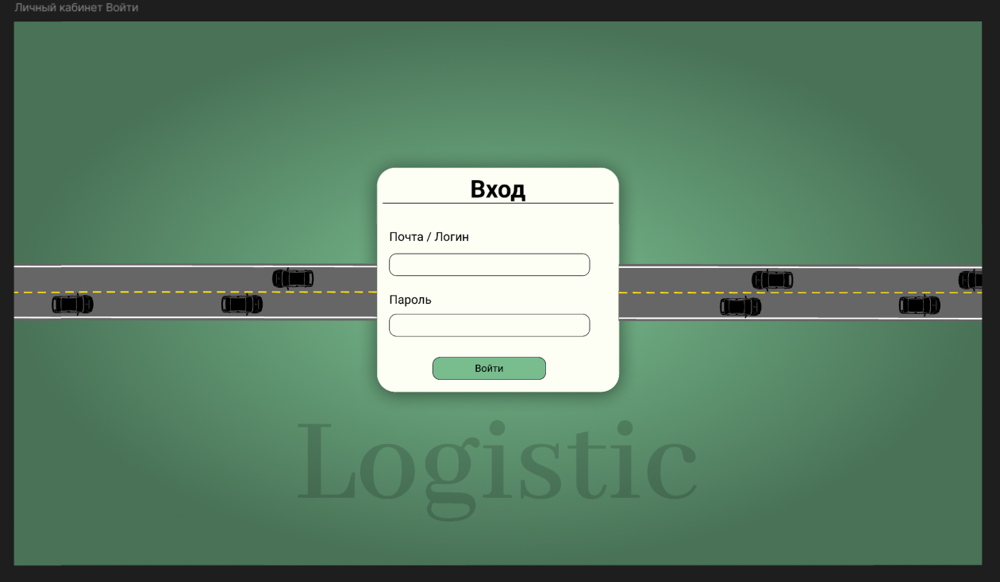 Личный кабинет Войти
Вход
Почта / Логин
Пароль
Войти
Logistic